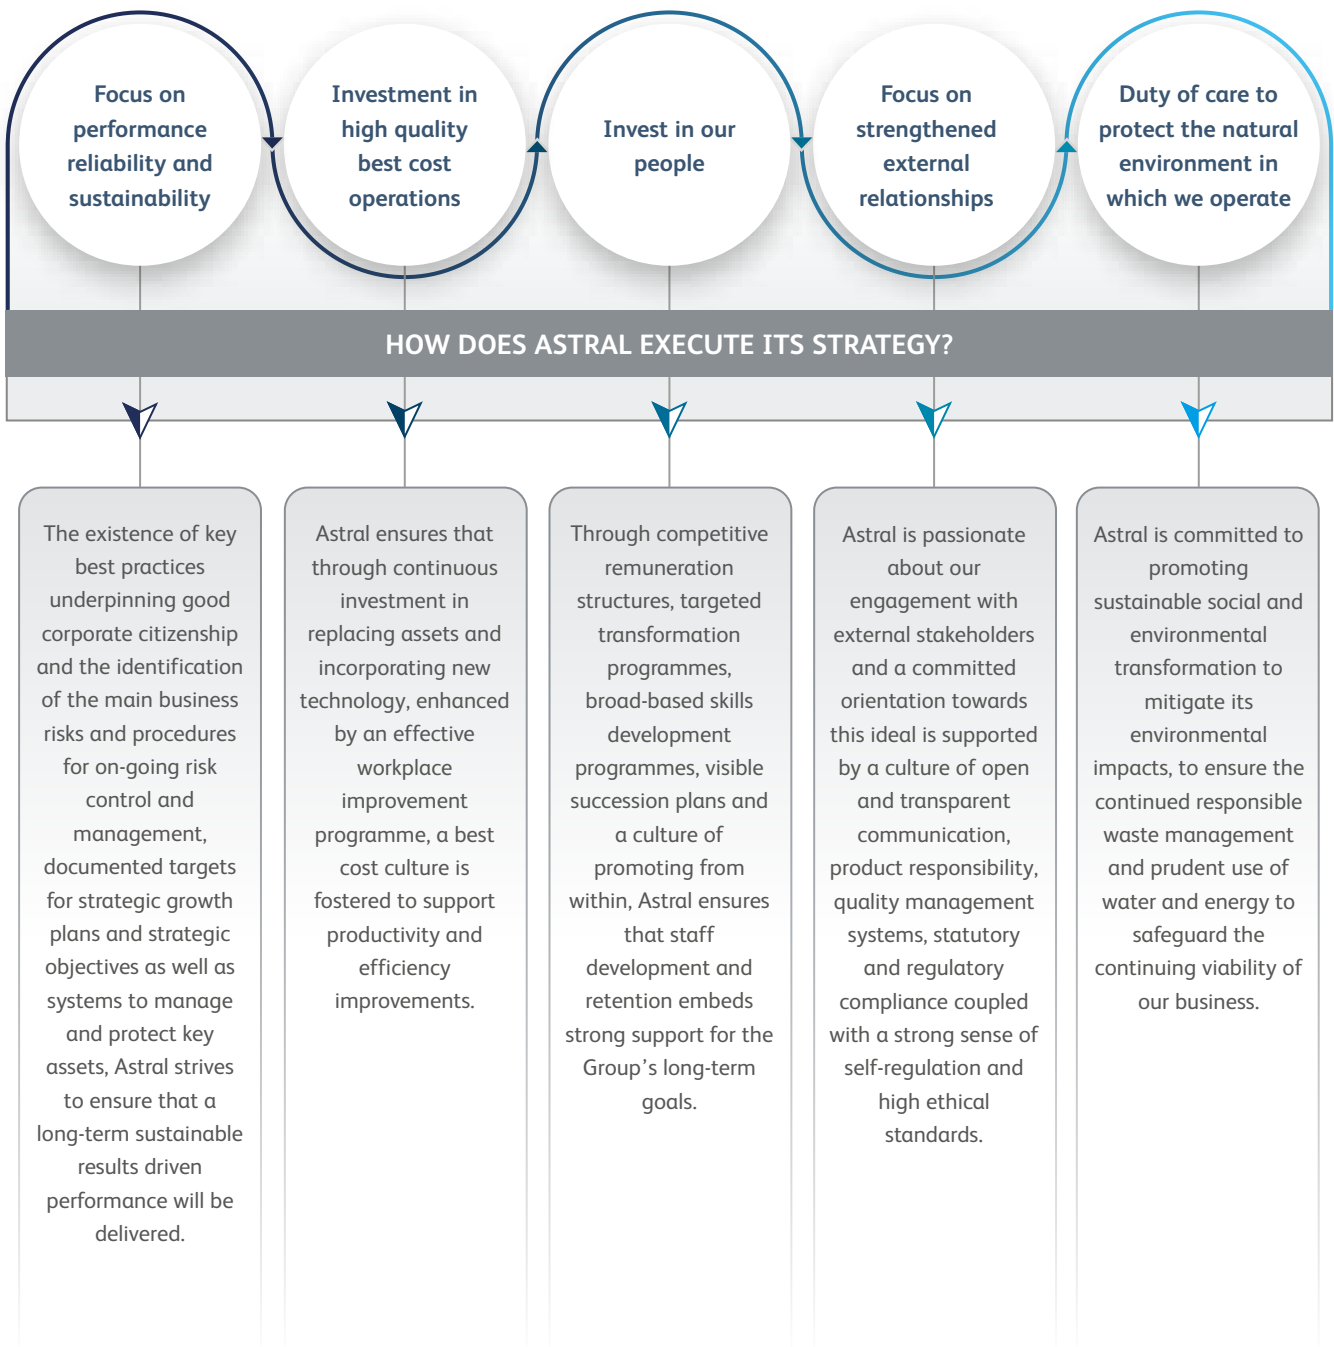 Focus on
performance
reliability and
sustainability
Investment in
high quality
best cost
operations
Invest in our
people
Focus on
strengthened
external
relationships
Duty of care to
protect the natural
environment in
which we operate
HOW DOES ASTRAL EXECUTE ITS STRATEGY?
The existence of key
best practices
underpinning good
corporate citizenship
and the identification
of the main business
risks and procedures
for on-going risk
control and
management,
documented targets
for strategic growth
plans and strategic
objectives as well as
systems to manage
and protect key
assets, Astral strives
to ensure that a
long-term sustainable
results driven
performance will be
delivered.
Astral ensures that
through continuous
investment in
replacing assets and
incorporating new
technology, enhanced
by an effective
workplace
improvement
programme, a best
cost culture is
fostered to support
productivity and
efficiency
improvements.
Through competitive
remuneration
structures, targeted
transformation
programmes,
broad-based skills
development
programmes, visible
succession plans and
a culture of
promoting from
within, Astral ensures
that staff
development and
retention embeds
strong support for the
Group's long-term
goals.
Astral is passionate
about our
engagement with
external stakeholders
and a committed
orientation towards
this ideal is supported
by a culture of open
and transparent
communication,
product responsibility,
quality management
systems, statutory
and regulatory
compliance coupled
with a strong sense of
self-regulation and
high ethical
standards.
Astral is committed to
promoting
sustainable social and
environmental
transformation to
mitigate its
environmental
impacts, to ensure the
continued responsible
waste management
and prudent use of
water and energy to
safeguard the
continuing viability of
our business.